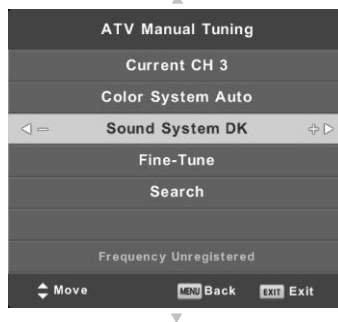 ATV Manual Tuning
Current CH 3
Color System Auto
Sound System DK
Fine-Tune
Search
Frequency Unregistered
Move MENU Back EXIT Exit